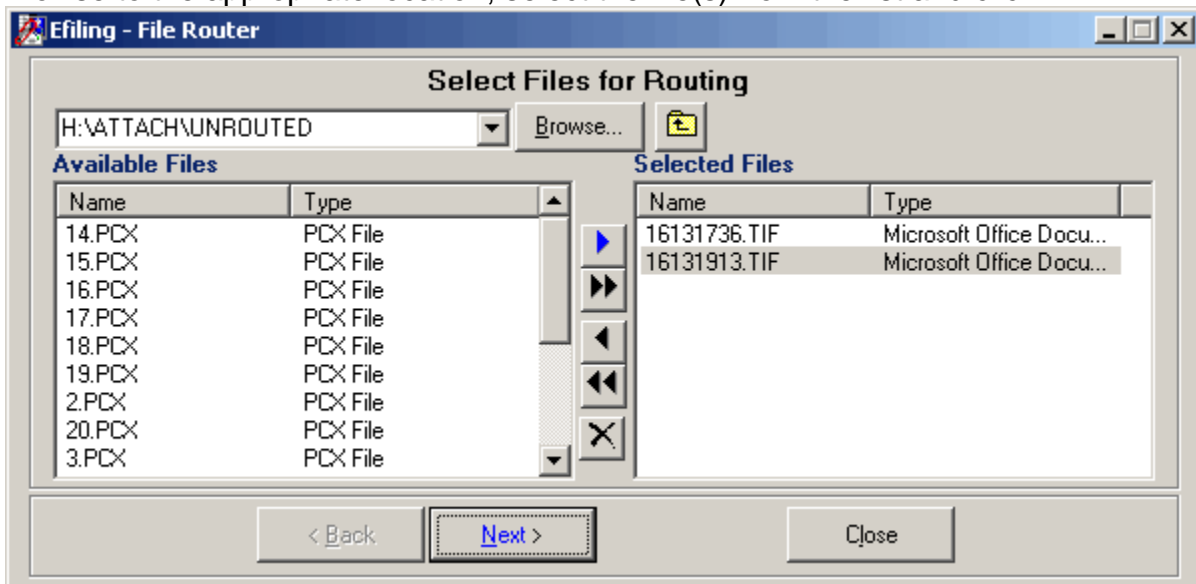 Efiling - File Router
Select Files for Routing
H:\ATTACH\UNROUTED Browse...
Available Files Selected Files
Name Type Name Type
14.PCX PCX File 16131736.TIF Microsoft Office Docu...
15.PCX PCX File 16131913.TIF Microsoft Office Docu...
16.PCX PCX File
17.PCX PCX File
18.PCX PCX File
19.PCX PCX File
2.PCX PCX File
20.PCX PCX File
3.PCX PCX File
< Back Next > Close